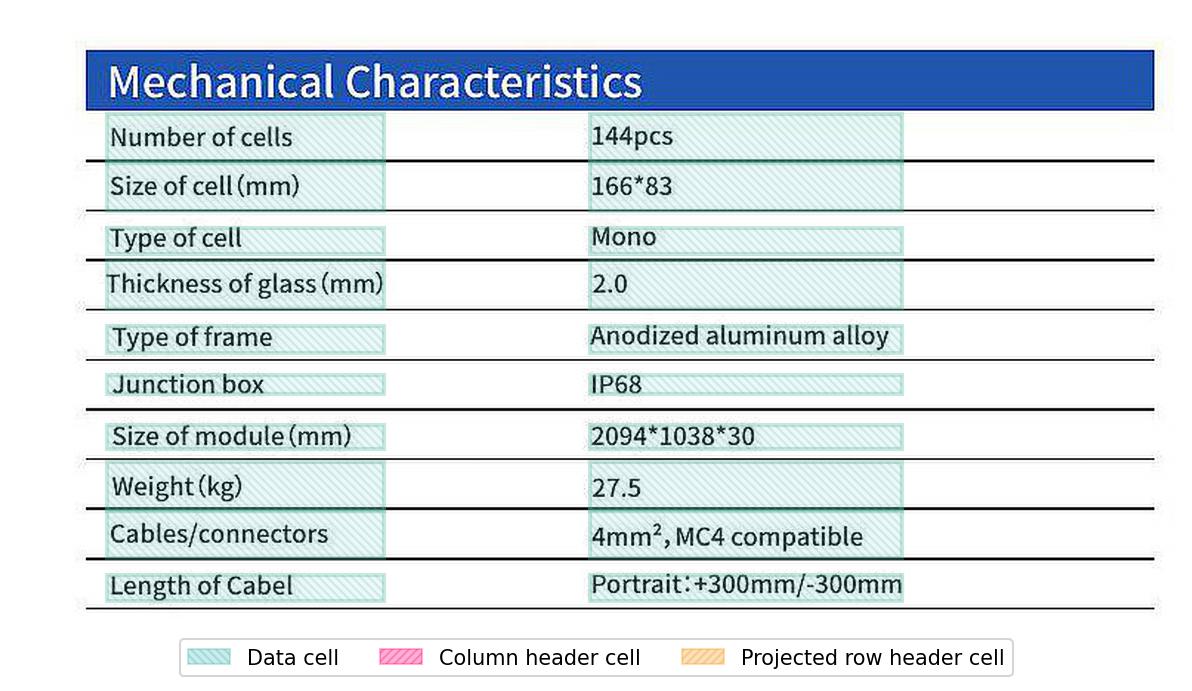 Mechanical Characteristics
Number of cells 144pcs
Size of cell(mm) 166*83
Type of cell Mono
Thickness of glass(mm) 2.0
Type of frame Anodized aluminum alloy
Junction box IP68
Size of module(mm) 2094*1038*30
Weight(kg) 27.5
Cables/connectors 4mm², MC4 compatible
Length of Cabel Portrait:+300mm/-300mm
Data cell Column header cell Projected row header cell